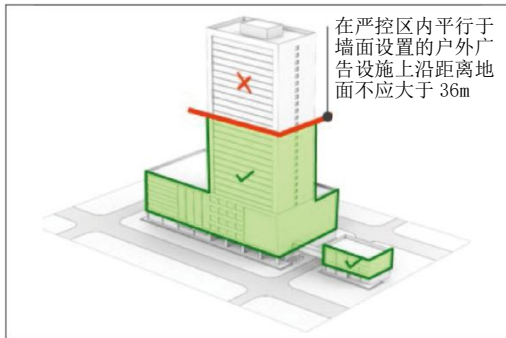 在严控区内平行于
墙面设置的户外广
告设施上沿距离地
面不应大于 36m